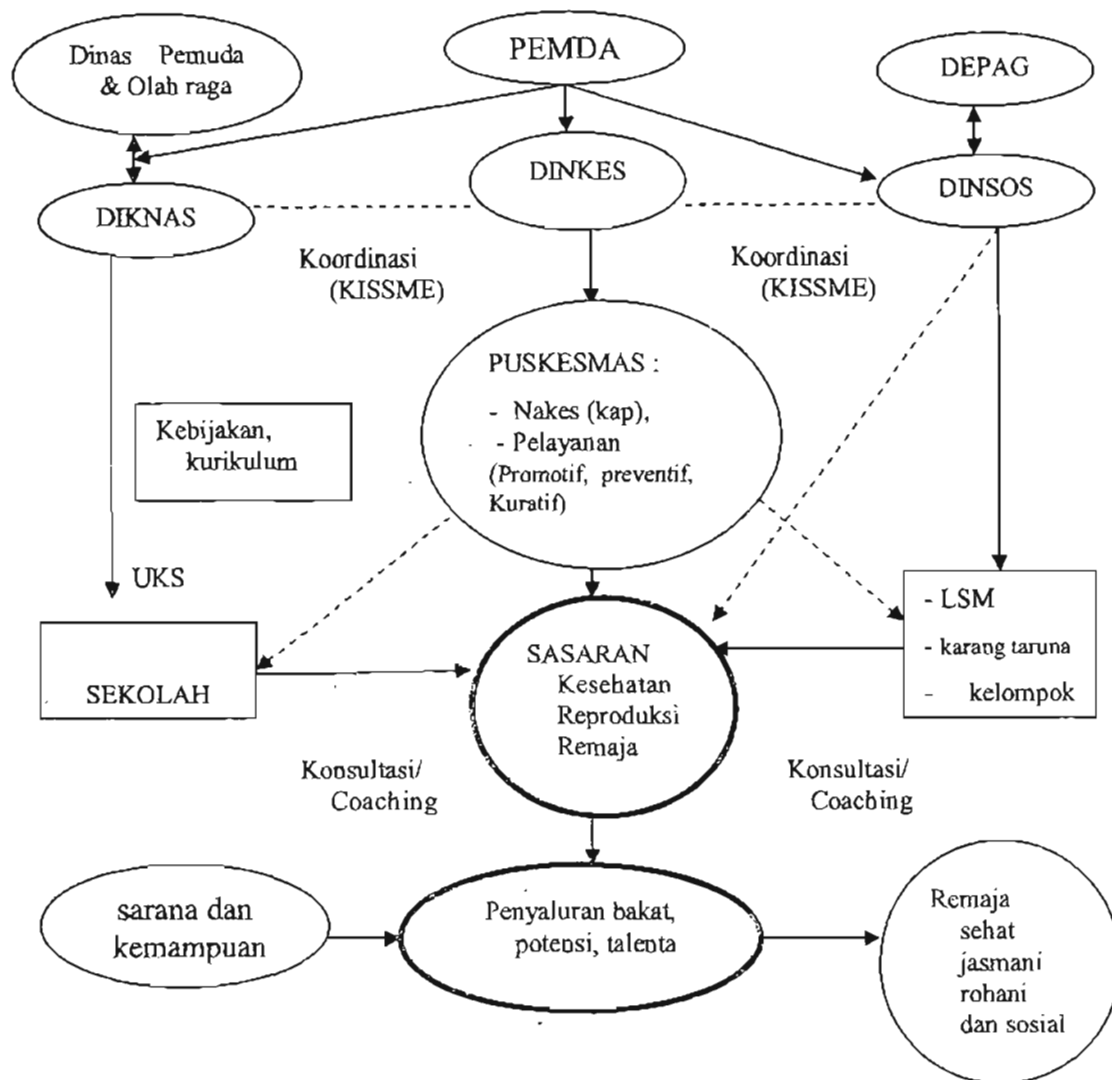 Dinas Pemuda
& Olah raga
PEMDA
DEPAG
DIKNAS
DINKES
DINSOS
Koordinasi
(KISSME)
Koordinasi
(KISSME)
PUSKESMAS :
- Nakes (kap),
- Pelayanan
(Promotif, preventif,
Kuratif)
Kebijakan,
kurikulum
UKS
SEKOLAH
SASARAN
Kesehatan
Reproduksi
Remaja
- LSM
- karang taruna
- kelompok
Konsultasi/
Coaching
Konsultasi/
Coaching
sarana dan
kemampuan
Penyaluran bakat,
potensi, talenta
Remaja
sehat
jasmani
rohani
dan sosial